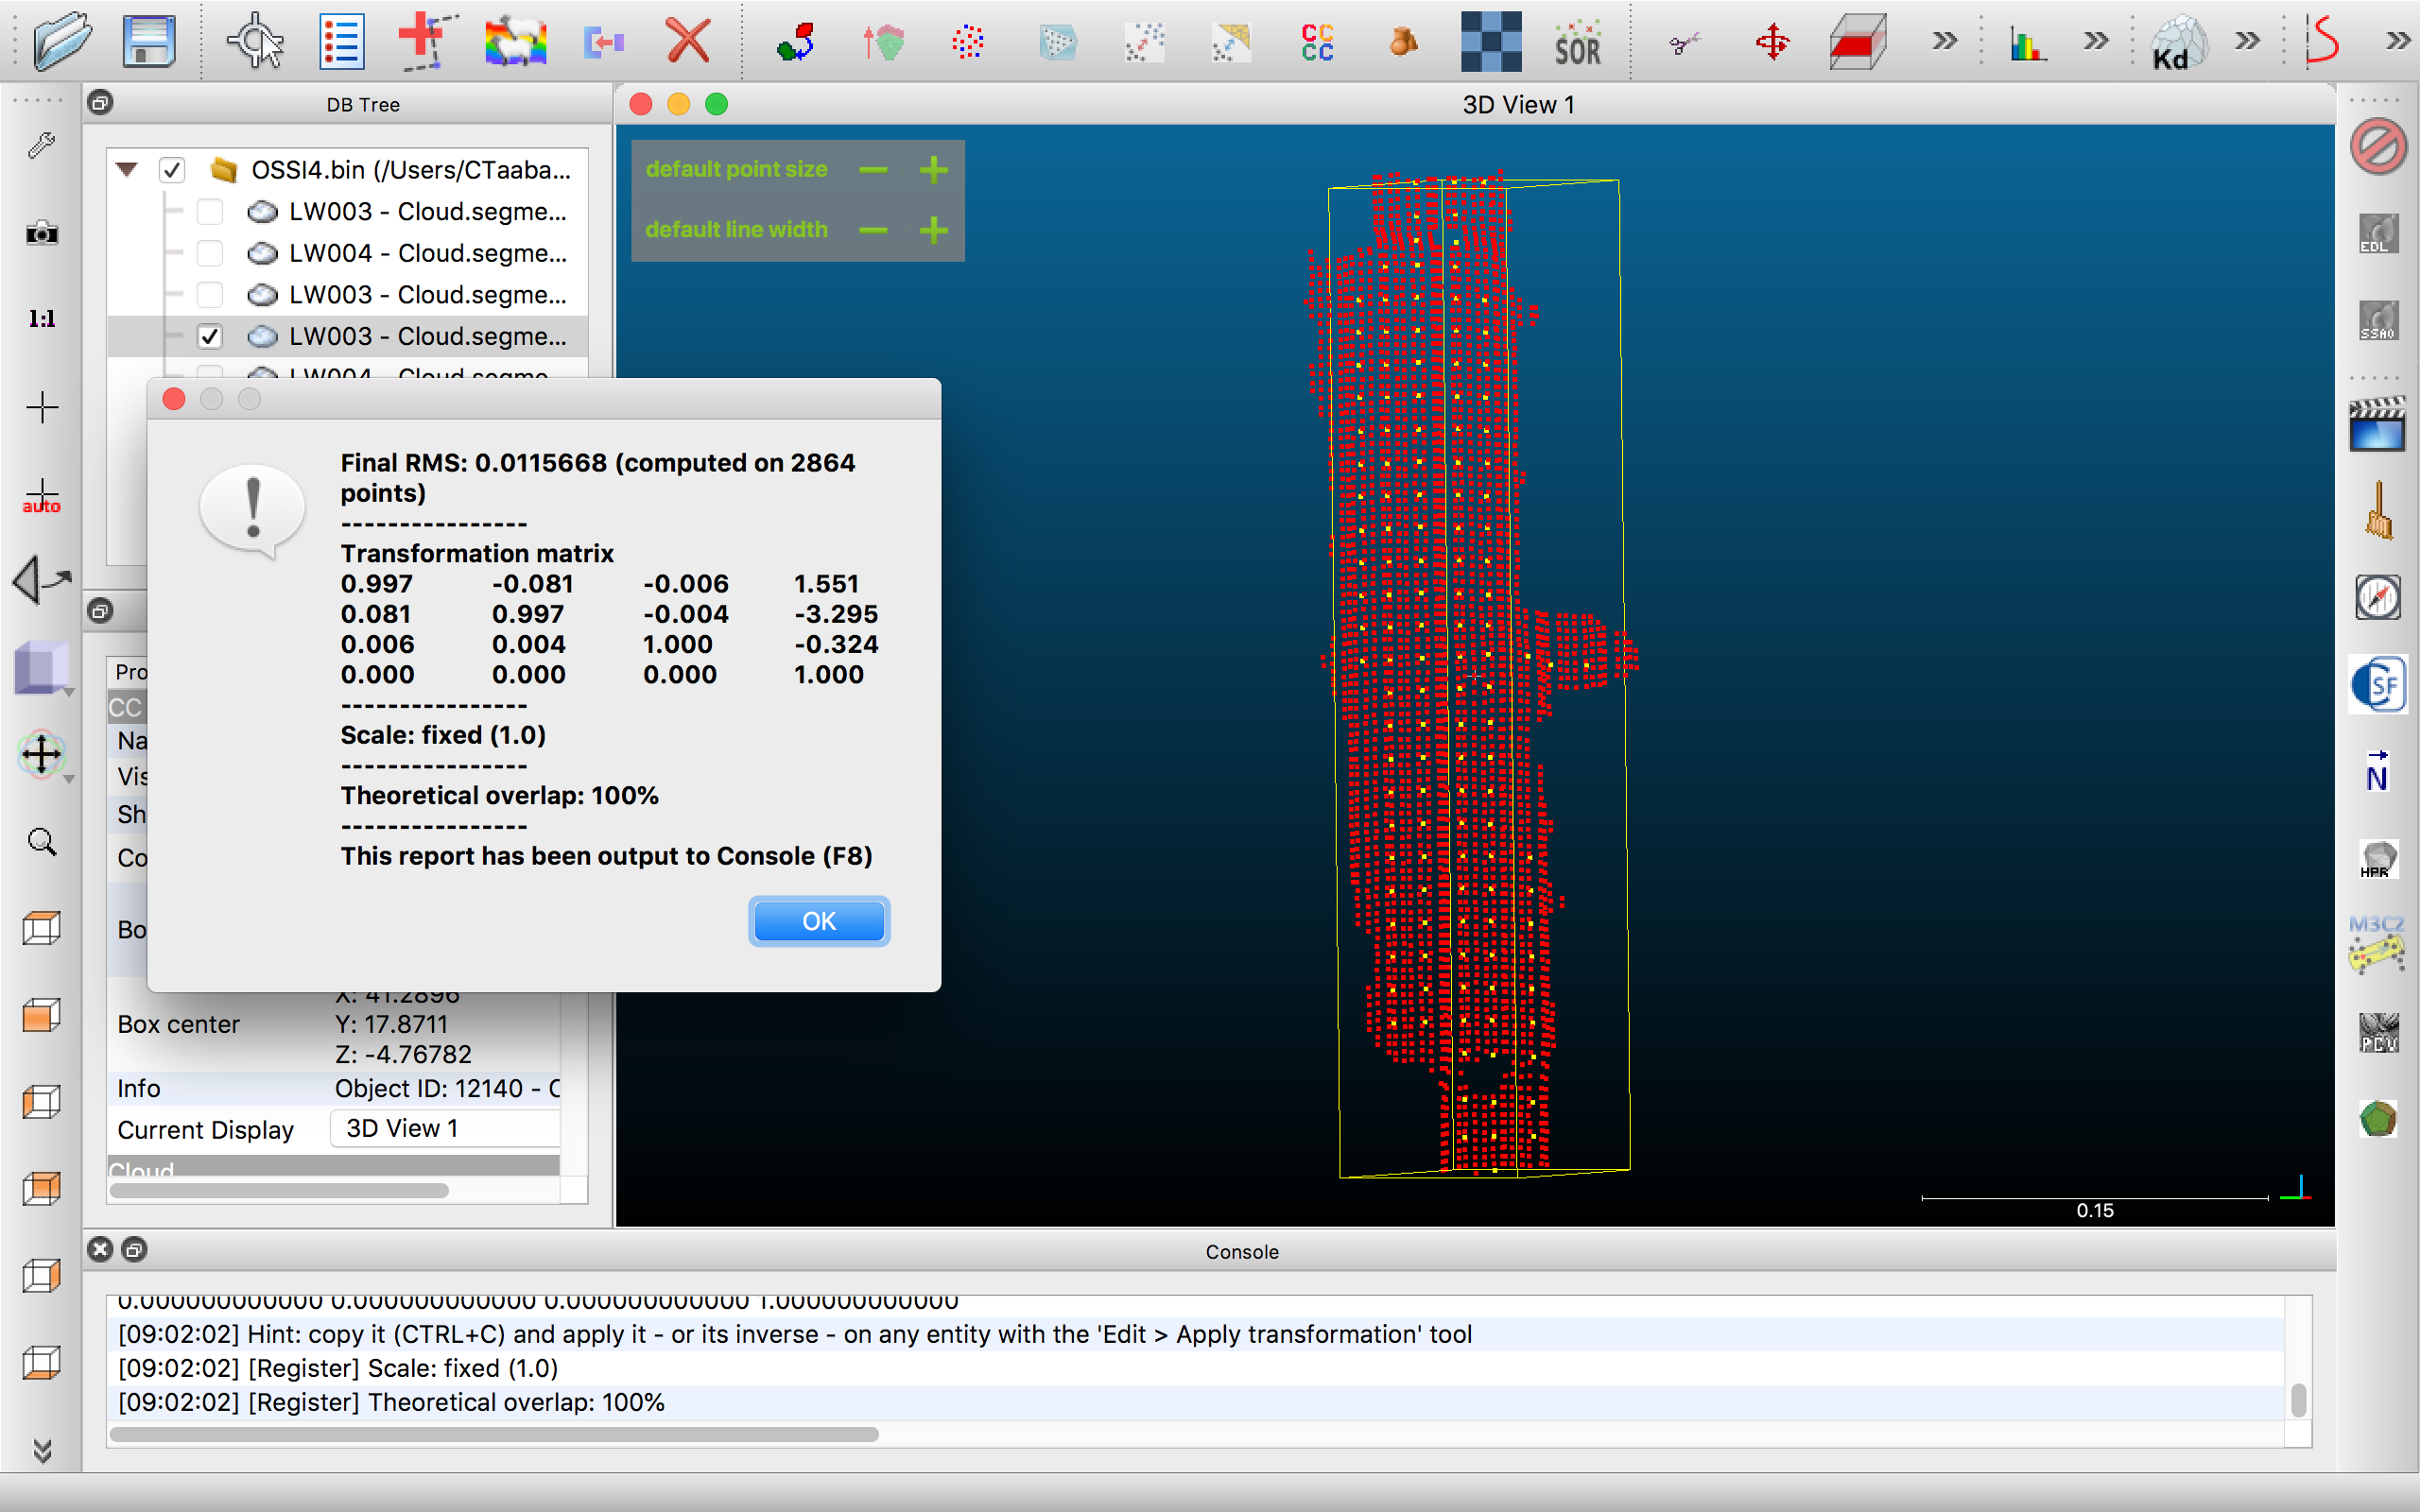 SOR
Kd
DB Tree
3D View 1
OSSI4.bin (/Users/CTaaba...
LW003 - Cloud.segme...
LW004 - Cloud.segme...
LW003 - Cloud.segme...
LW003 - Cloud.segme...
LW004 - Cloud.segme...
default point size
default line width
1:1
auto
EDL
SSAO
CSF
N
HPR
M3C2
PCV
CC
CC
Final RMS: 0.0115668 (computed on 2864
points)
----------------
Transformation matrix
0.997 -0.081 -0.006 1.551
0.081 0.997 -0.004 -3.295
0.006 0.004 1.000 -0.324
0.000 0.000 0.000 1.000
----------------
Scale: fixed (1.0)
----------------
Theoretical overlap: 100%
----------------
This report has been output to Console (F8)
OK
Pro
CC
Na
Vis
Sh
Co
Bo
Box center
X: 41.2896
Y: 17.8711
Z: -4.76782
Info Object ID: 12140 - C
Current Display 3D View 1
Cloud
0.15
Console
0.000000000000 0.000000000000 0.000000000000 1.000000000000
[09:02:02] Hint: copy it (CTRL+C) and apply it - or its inverse - on any entity with the 'Edit > Apply transformation' tool
[09:02:02] [Register] Scale: fixed (1.0)
[09:02:02] [Register] Theoretical overlap: 100%